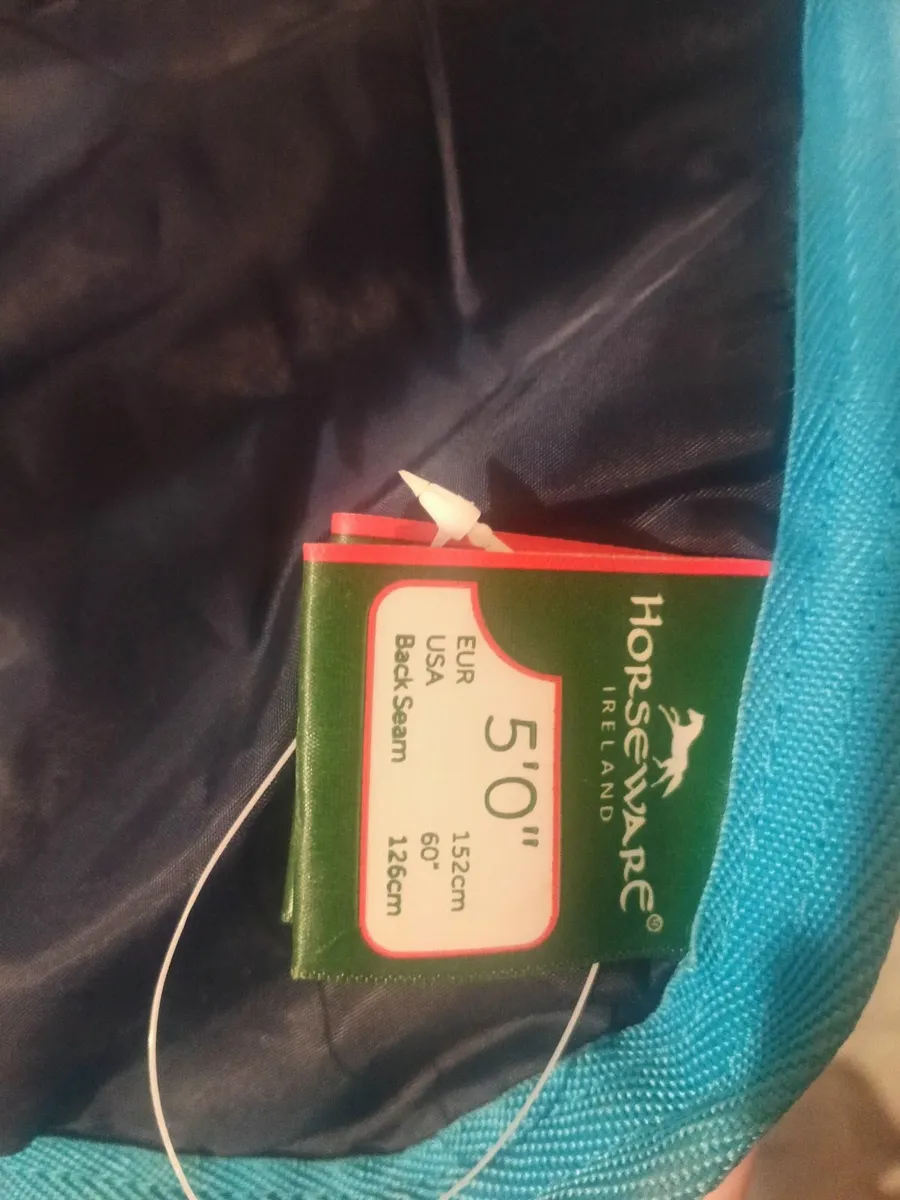 HORSEWARE®
IRELAND
5'0"
EUR 152cm
USA 60"
Back Seam 126cm